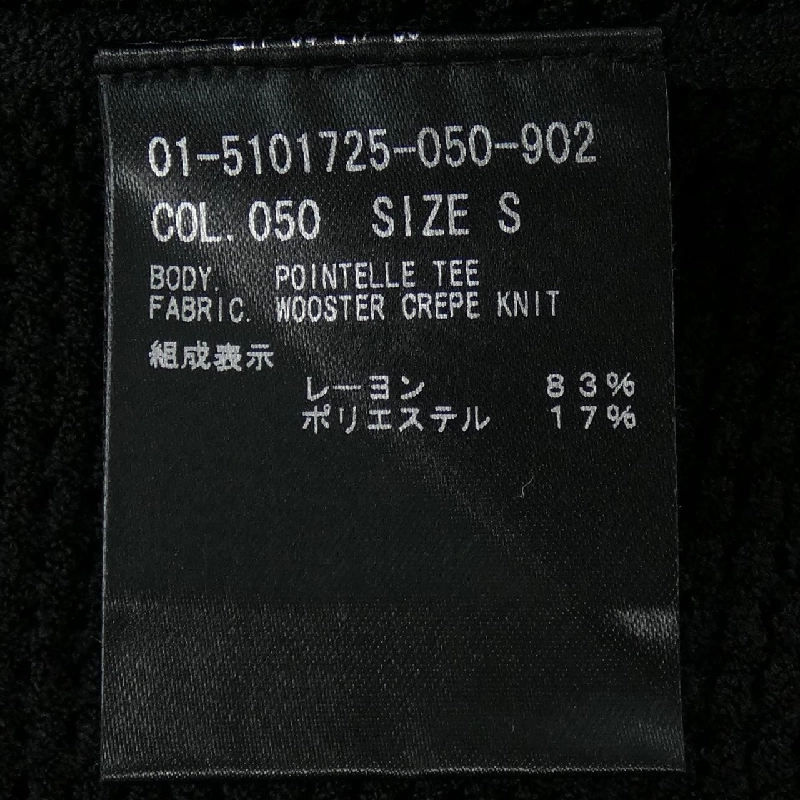 01-5101725-050-902
COL.050 SIZE S
BODY. POINTELLE TEE
FABRIC. WOOSTER CREPE KNIT
組成表示
レーヨン 83%
ポリエステル 17%